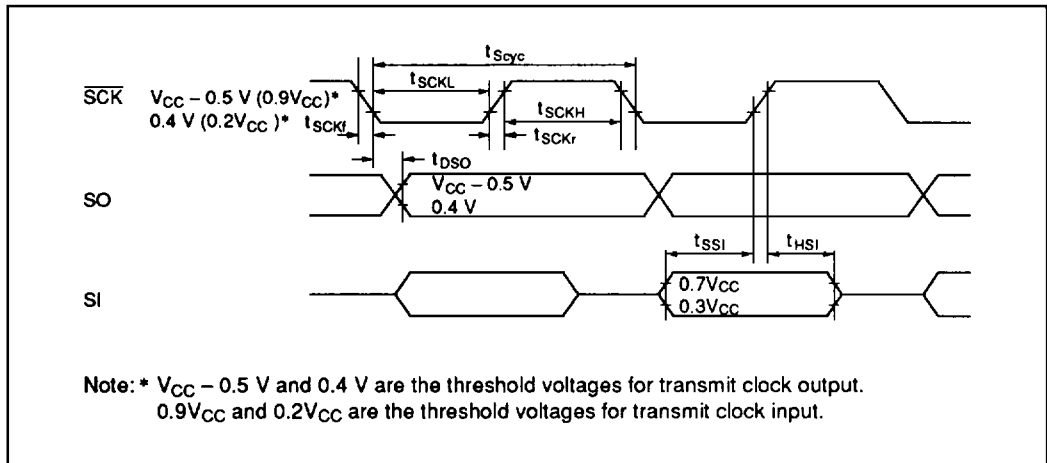 tScyc
tSCKL
SCK VCC – 0.5 V (0.9VCC)*
0.4 V (0.2VCC )* tSCKf
tSCKH
tSCKr
tDSO
SO
VCC – 0.5 V
0.4 V
tSSI tHSI
SI
0.7VCC
0.3VCC
Note: * VCC – 0.5 V and 0.4 V are the threshold voltages for transmit clock output.
0.9VCC and 0.2VCC are the threshold voltages for transmit clock input.